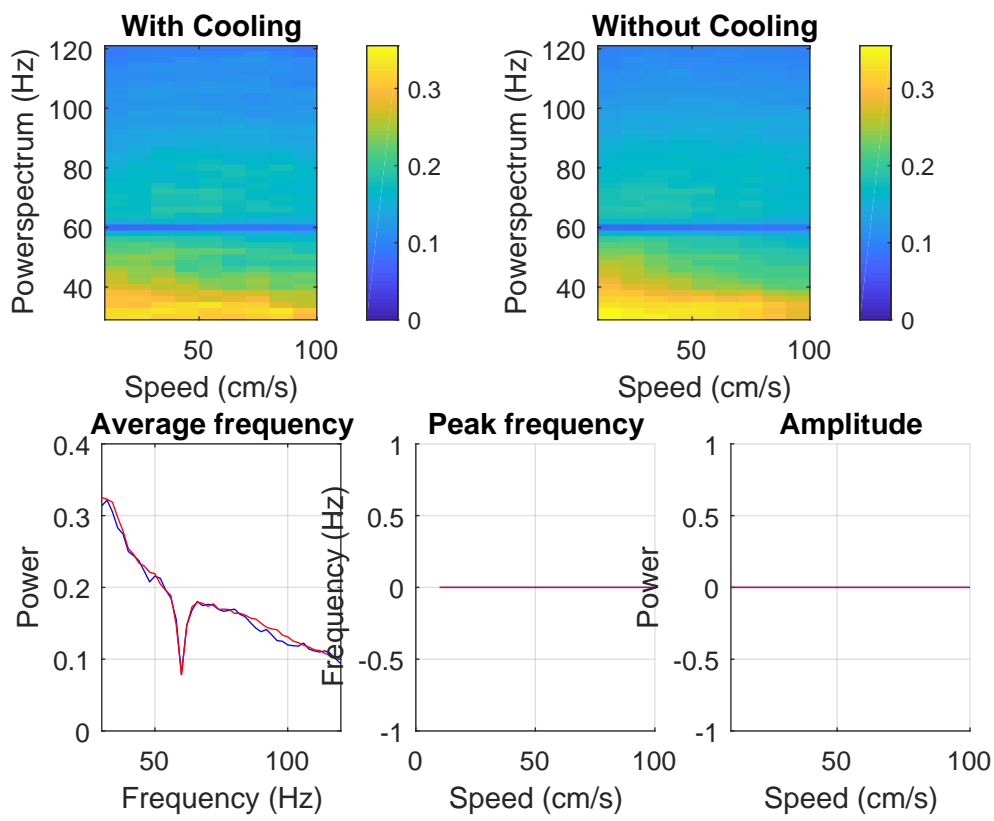 With Cooling
Powerspectrum (Hz)
120
100
80
60
40
50
100
Speed (cm/s)
0.3
0.2
0.1
0
Without Cooling
Powerspectrum (Hz)
120
100
80
60
40
50
100
Speed (cm/s)
0.3
0.2
0.1
0
Average frequency
Power
0.4
0.3
0.2
0.1
0
50
100
Frequency (Hz)
Peak frequency
Frequency (Hz)
1
0.5
0
-0.5
-1
0
50
100
Speed (cm/s)
Amplitude
Power
1
0.5
0
-0.5
-1
50
100
Speed (cm/s)